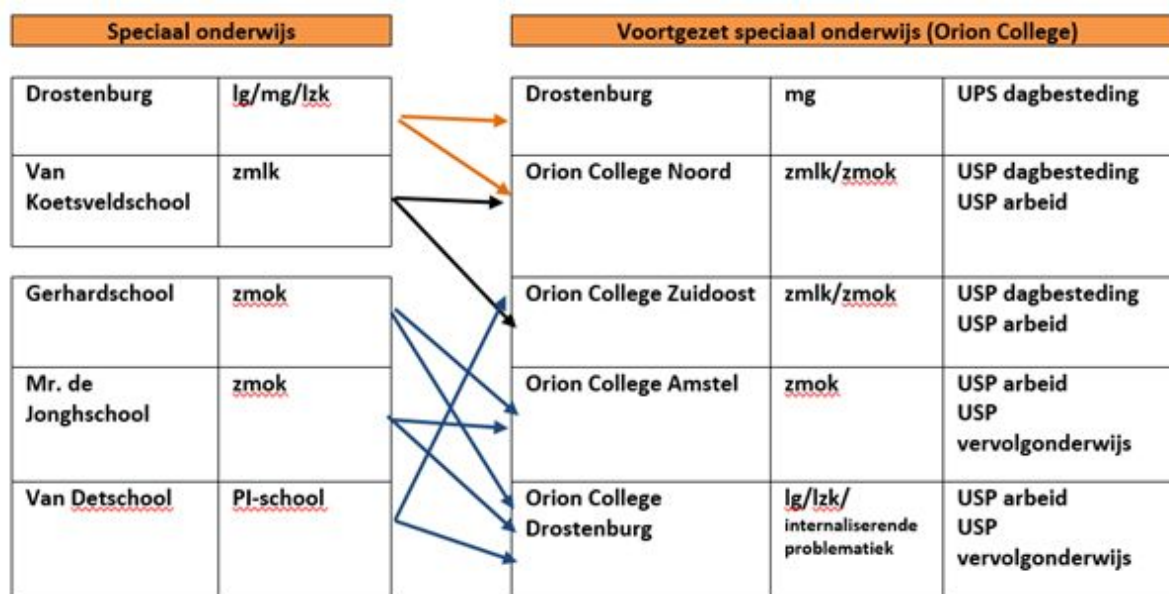 Speciaal onderwijs
Voortgezet speciaal onderwijs (Orion College)
Drostenburg
lg/mg/lzk
Van
Koetsveldschool
zmlk
Gerhardschool
zmok
Mr. de
Jonghschool
zmok
Van Detschool
PI-school
Drostenburg
mg
UPS dagbesteding
Orion College Noord
zmlk/zmok
USP dagbesteding
USP arbeid
Orion College Zuidoost
zmlk/zmok
USP dagbesteding
USP arbeid
Orion College Amstel
zmok
USP arbeid
USP
vervolgonderwijs
Orion College
Drostenburg
lg/lzk/
internaliserende
problematiek
USP arbeid
USP
vervolgonderwijs